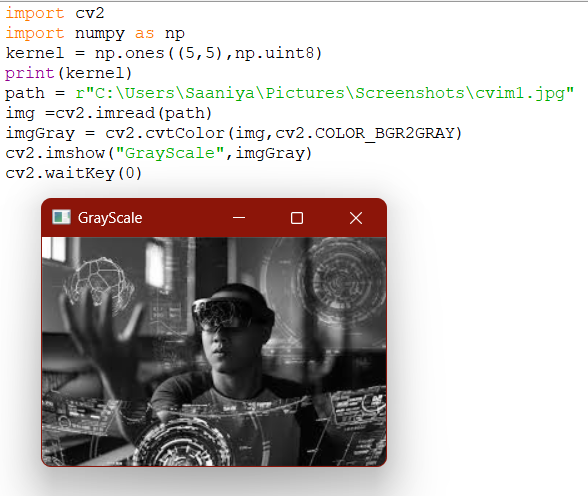 import cv2
import numpy as np
kernel = np.ones((5,5),np.uint8)
print(kernel)
path = r"C:\Users\Saaniya\Pictures\Screenshots\cvim1.jpg"
img =cv2.imread(path)
imgGray = cv2.cvtColor(img,cv2.COLOR_BGR2GRAY)
cv2.imshow("GrayScale",imgGray)
cv2.waitKey(0)
GrayScale